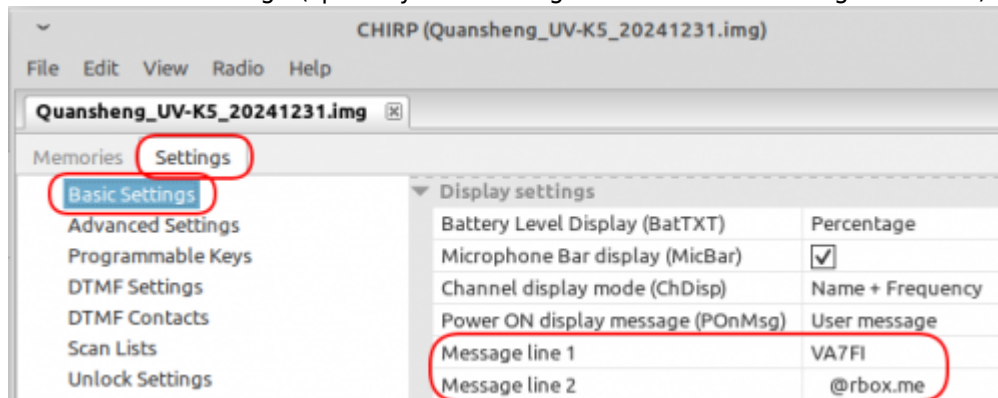 CHIRP (Quansheng_UV-K5_20241231.img)
File Edit View Radio Help
Quansheng_UV-K5_20241231.img
Memories Settings
Basic Settings
Advanced Settings
Programmable Keys
DTMF Settings
DTMF Contacts
Scan Lists
Unlock Settings
Display settings
Battery Level Display (BatTXT) Percentage
Microphone Bar display (MicBar)
Channel display mode (ChDisp) Name + Frequency
Power ON display message (POnMsg) User message
Message line 1 VA7FI
Message line 2 @rbox.me